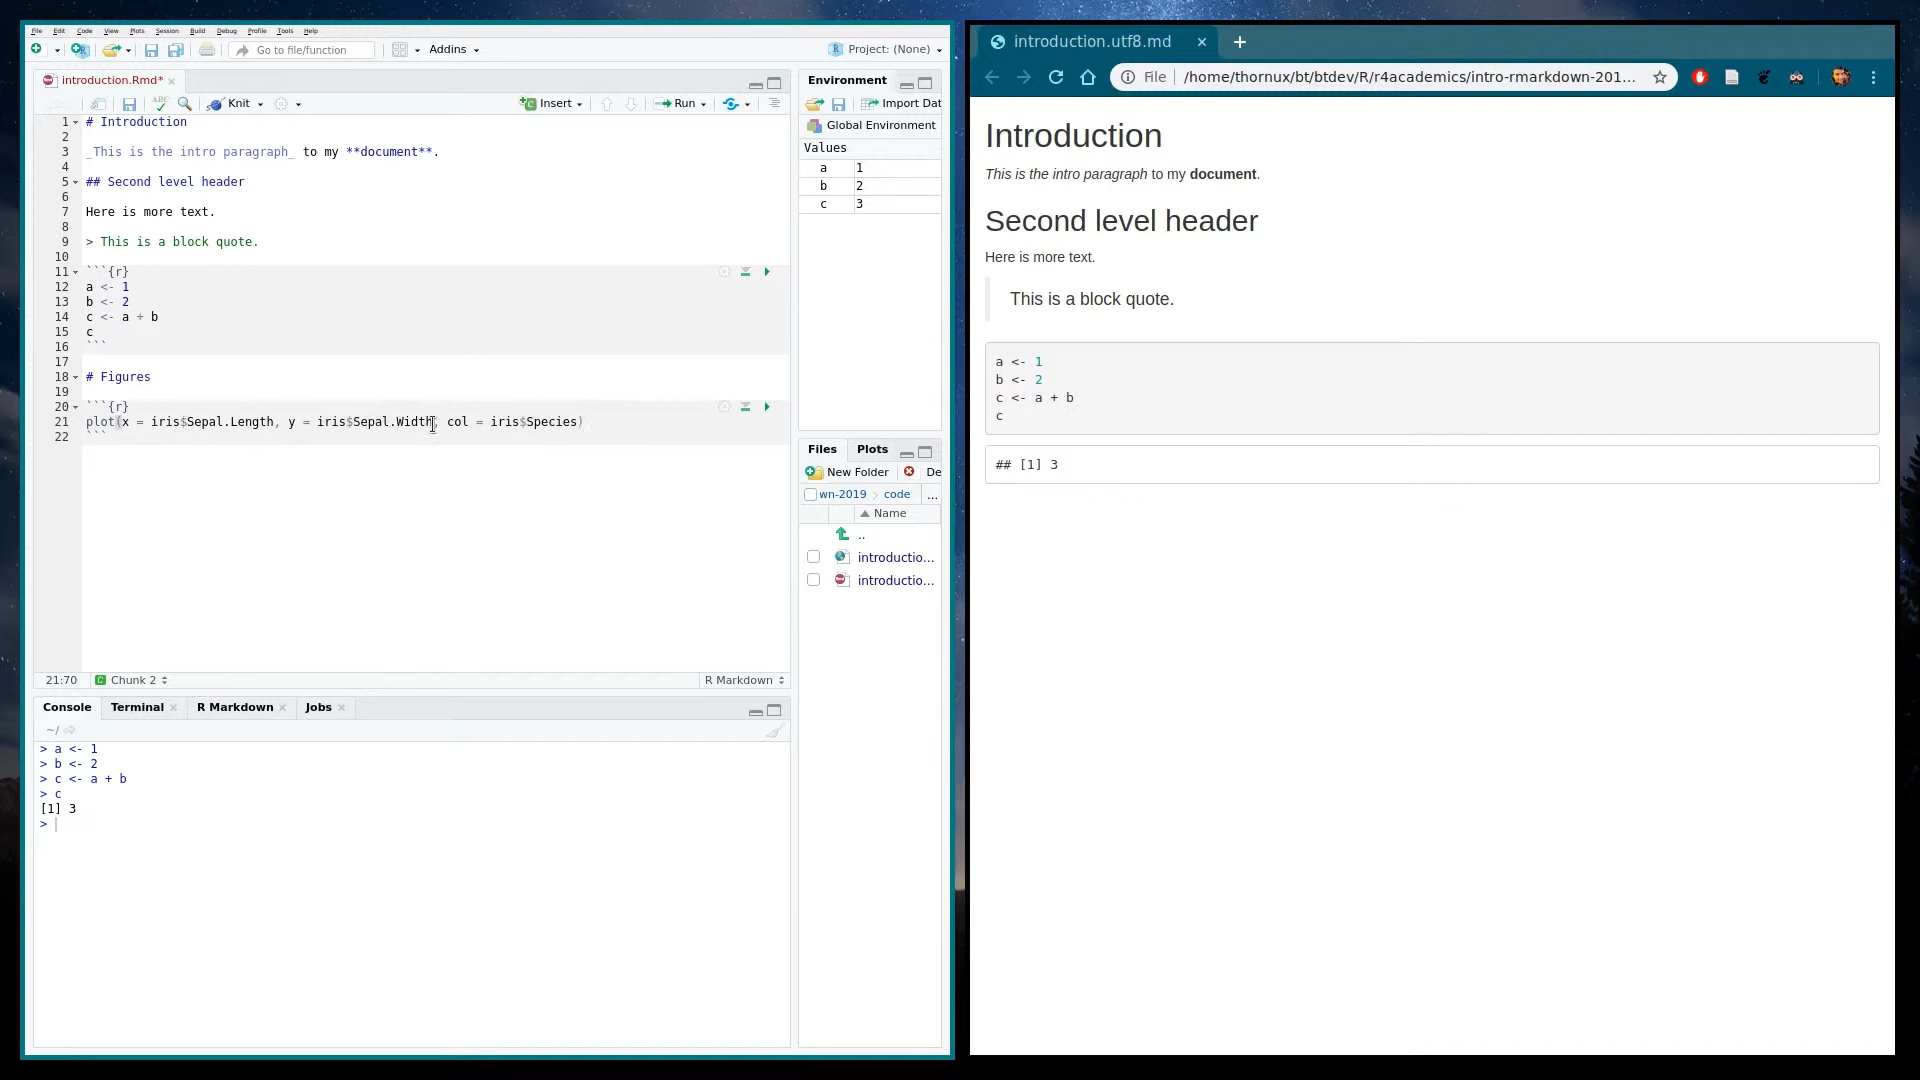 File Edit Code View Plots Session Build Debug Profile Tools Help
Go to file/function Addins Project: (None)
introduction.Rmd*
ABC Knit Insert Run
1 # Introduction
2
3 _This is the intro paragraph_ to my **document**.
4
5 ## Second level header
6
7 Here is more text.
8
9 > This is a block quote.
10
11 ```{r}
12 a <- 1
13 b <- 2
14 c <- a + b
15 c
16 ```
17
18 # Figures
19
20 ```{r}
21 plot(x = iris$Sepal.Length, y = iris$Sepal.Width, col = iris$Species)
22 ```
21:70 Chunk 2 R Markdown
Console Terminal R Markdown Jobs
~/
> a <- 1
> b <- 2
> c <- a + b
> c
[1] 3
>
Environment
Import Dat
Global Environment
Values
a 1
b 2
c 3
Files Plots
New Folder De
wn-2019 > code ...
Name
..
introductio...
introductio...
introduction.utf8.md
File | /home/thornux/bt/btdev/R/r4academics/intro-rmarkdown-201...
Introduction
This is the intro paragraph to my document.
Second level header
Here is more text.
This is a block quote.
a <- 1
b <- 2
c <- a + b
c
## [1] 3